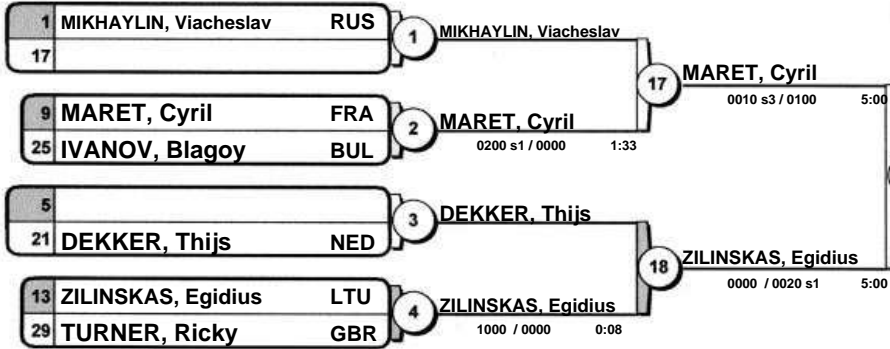 1 MIKHAYLIN, Viacheslav RUS
17
1
MIKHAYLIN, Viacheslav
17
MARET, Cyril
0010 s3 / 0100 5:00
9 MARET, Cyril FRA
25 IVANOV, Blagoy BUL
2
MARET, Cyril
0200 s1 / 0000 1:33
5
21 DEKKER, Thijs NED
3
DEKKER, Thijs
18
ZILINSKAS, Egidius
0000 / 0020 s1 5:00
13 ZILINSKAS, Egidius LTU
29 TURNER, Ricky GBR
4
ZILINSKAS, Egidius
1000 / 0000 0:08